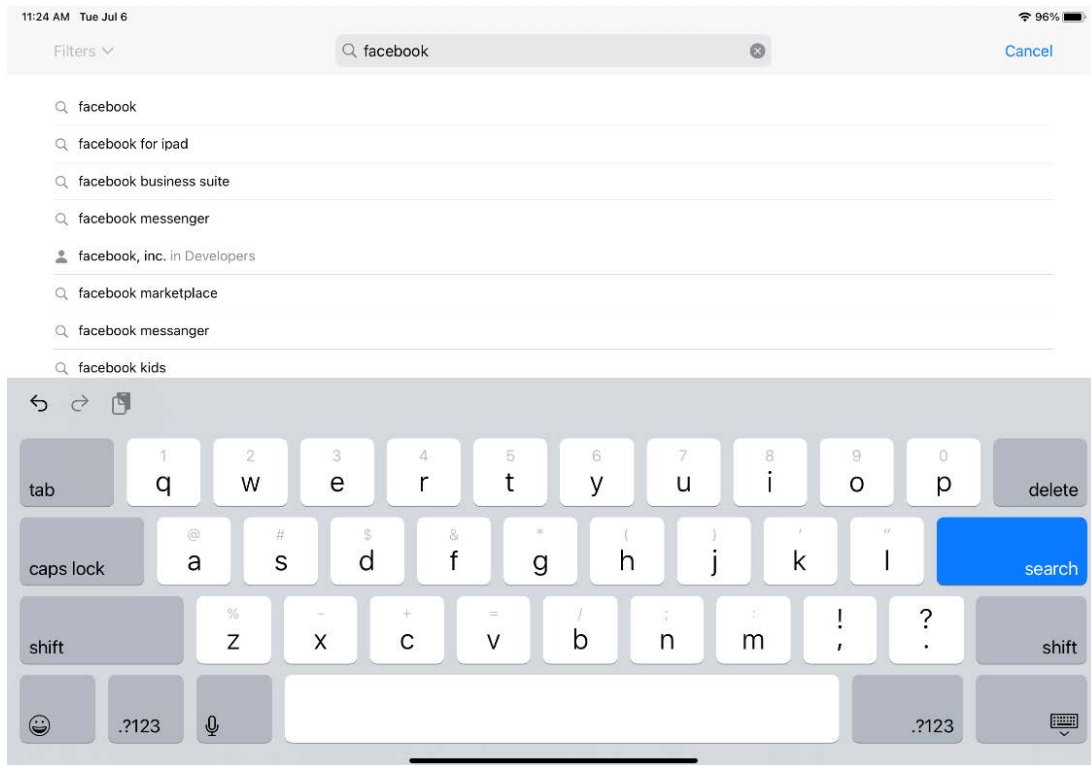 11:24 AM Tue Jul 6 96%
Filters facebook Cancel
facebook
facebook for ipad
facebook business suite
facebook messenger
facebook, inc. in Developers
facebook marketplace
facebook messanger
facebook kids
1 2 3 4 5 6 7 8 9 0
tab q w e r t y u i o p delete
@ # $ & * ( ) ' "
caps lock a s d f g h j k l search
% - + = / ; : ! ?
shift z x c v b n m , . shift
.?123 .?123